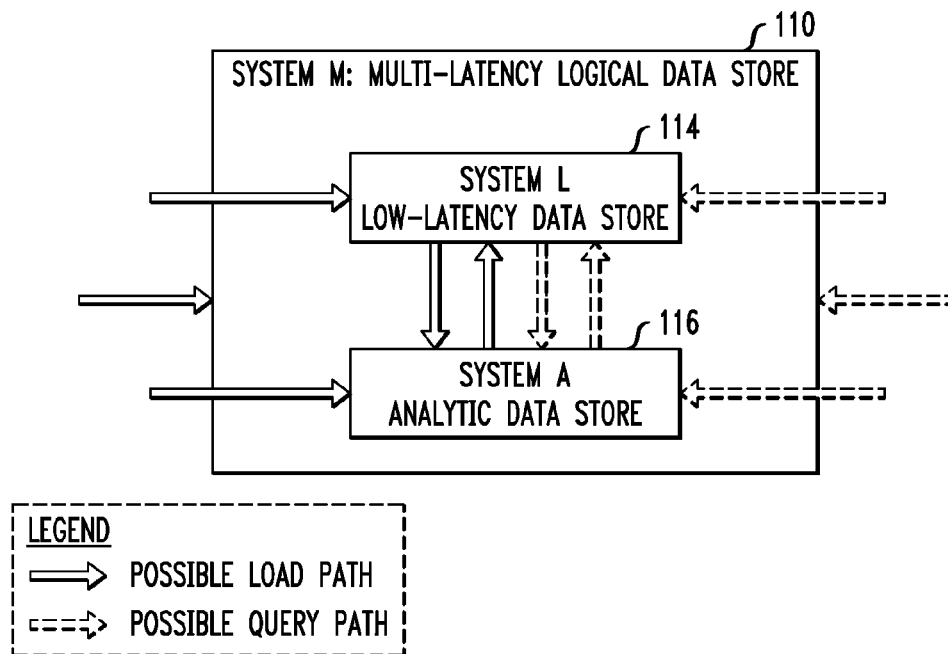 110
SYSTEM M: MULTI-LATENCY LOGICAL DATA STORE
114
SYSTEM L
LOW-LATENCY DATA STORE
116
SYSTEM A
ANALYTIC DATA STORE
LEGEND
POSSIBLE LOAD PATH
POSSIBLE QUERY PATH